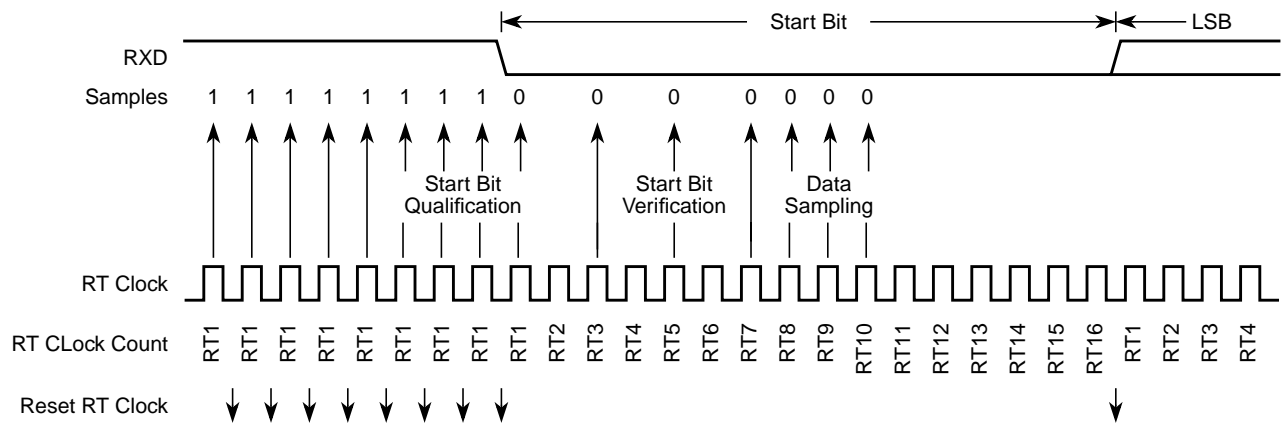 Start Bit LSB
RXD
Samples 1 1 1 1 1 1 1 1 0 0 0 0 0 0 0
Start Bit Qualification
Start Bit Verification
Data Sampling
RT Clock
RT CLock Count RT1 RT1 RT1 RT1 RT1 RT1 RT1 RT1 RT1 RT2 RT3 RT4 RT5 RT6 RT7 RT8 RT9 RT10 RT11 RT12 RT13 RT14 RT15 RT16 RT1 RT2 RT3 RT4
Reset RT Clock